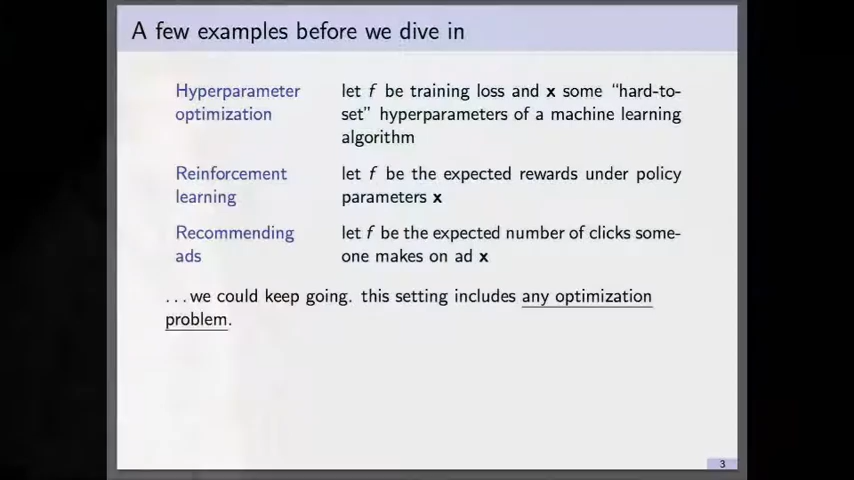 A few examples before we dive in
Hyperparameter optimization
let f be training loss and x some “hard-to-
set” hyperparameters of a machine learning
algorithm
Reinforcement learning
let f be the expected rewards under policy
parameters x
Recommending ads
let f be the expected number of clicks some-
one makes on ad x
. . . we could keep going. this setting includes any optimization
problem.
3